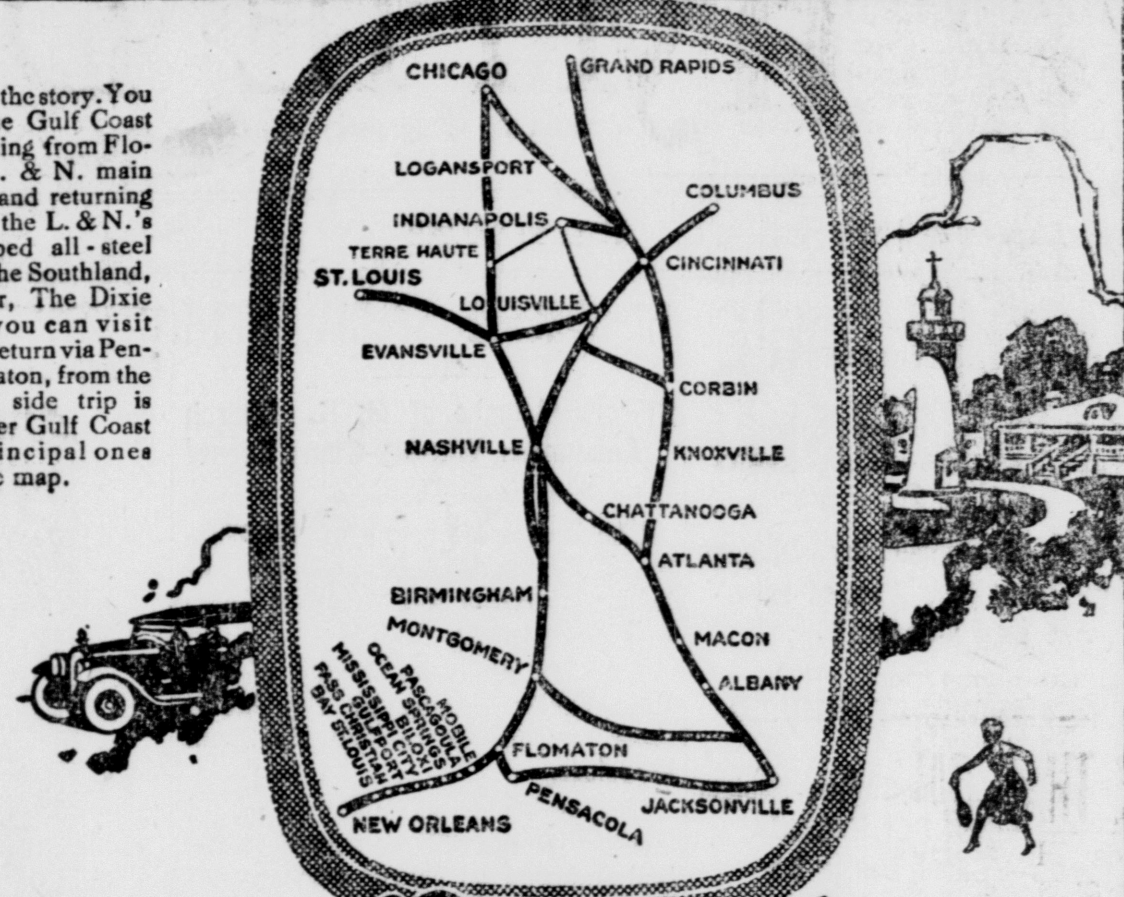 the story. You
e Gulf Coast
ing from Flo-
. & N. main
and returning
the L. & N.'s
ped all-steel
he Southland,
r, The Dixie
you can visit
eturn via Pen-
aton, from the
side trip is
er Gulf Coast
incipal ones
e map.
CHICAGO
GRAND RAPIDS
LOGANSPORT
COLUMBUS
INDIANAPOLIS
TERRE HAUTE
CINCINNATI
ST. LOUIS
LOUISVILLE
EVANSVILLE
CORBIN
NASHVILLE
KNOXVILLE
CHATTANOOGA
ATLANTA
BIRMINGHAM
MONTGOMERY
MACON
ALBANY
MOBILE
PASCAGOULA
OCEAN SPRINGS
BILOXI
MISSISSIPPI CITY
GULFPORT
PASS CHRISTIAN
BAY ST. LOUIS
FLOMATON
PENSACOLA
JACKSONVILLE
NEW ORLEANS